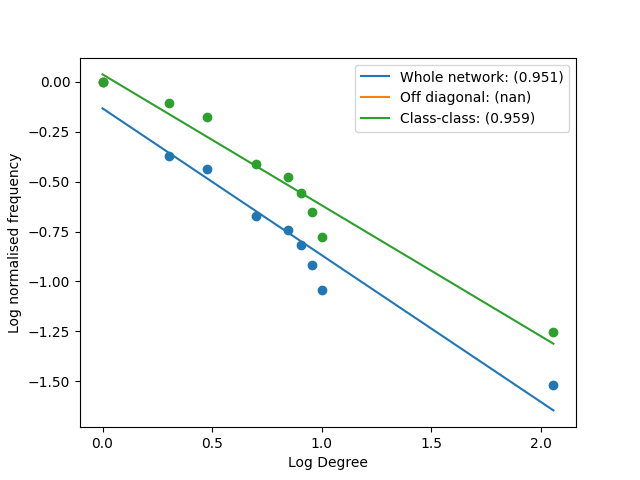 Whole network: (0.951)
Off diagonal: (nan)
Class-class: (0.959)
Log normalised frequency
0.00
−0.25
−0.50
−0.75
−1.00
−1.25
−1.50
0.0 0.5 1.0 1.5 2.0
Log Degree